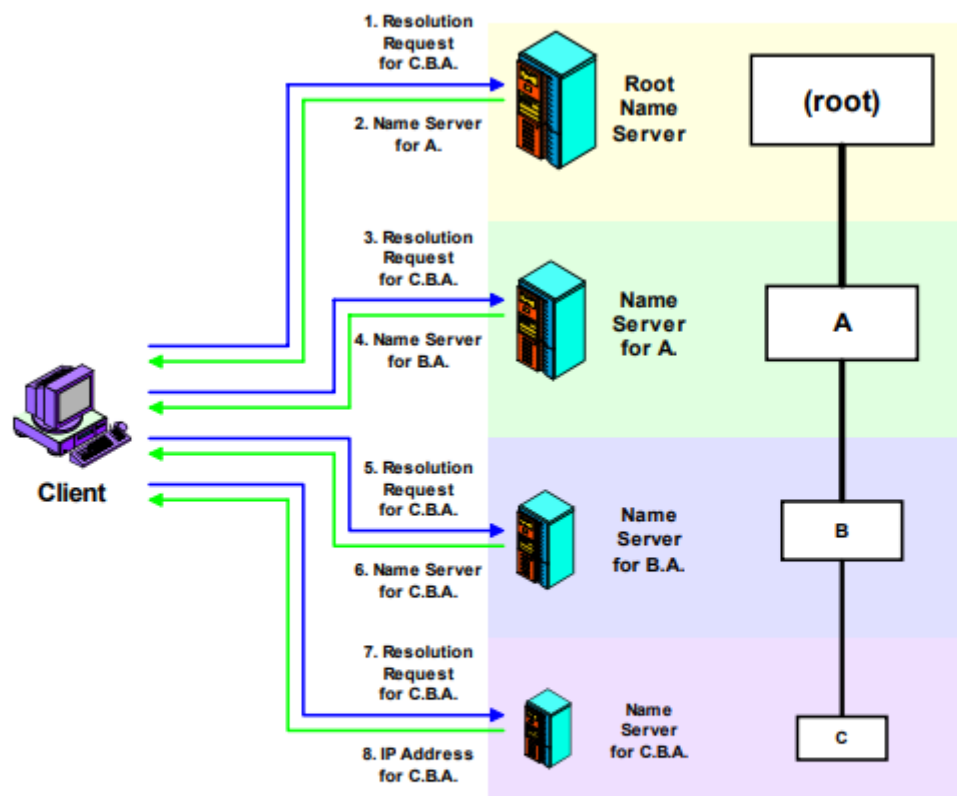 1. Resolution
Request
for C.B.A.
2. Name Server
for A.
Root
Name
Server
(root)
3. Resolution
Request
for C.B.A.
4. Name Server
for B.A.
Name
Server
for A.
A
Client
5. Resolution
Request
for C.B.A.
6. Name Server
for C.B.A.
Name
Server
for B.A.
B
7. Resolution
Request
for C.B.A.
8. IP Address
for C.B.A.
Name
Server
for C.B.A.
C